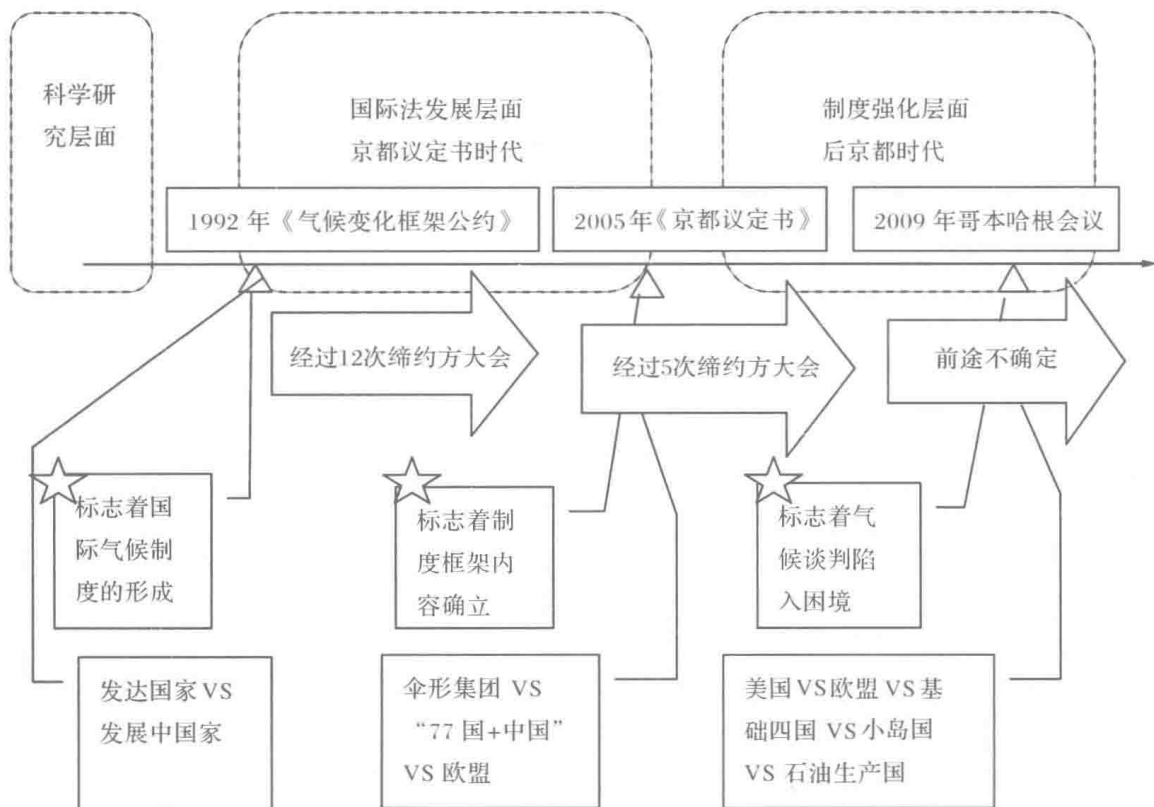 科学研
究层面
国际法发展层面
京都议定书时代
制度强化层面
后京都时代
1992 年《气候变化框架公约》
2005年《京都议定书》
2009 年哥本哈根会议
经过12次缔约方大会
经过5次缔约方大会
前途不确定
标志着国
际气候制
度的形成
标志着制
度框架内
容确立
标志着气
候谈判陷
入困境
发达国家VS
发展中国家
伞形集团 VS
“77 国+中国”
VS 欧盟
美国VS欧盟VS基
础四国 VS小岛国
VS 石油生产国